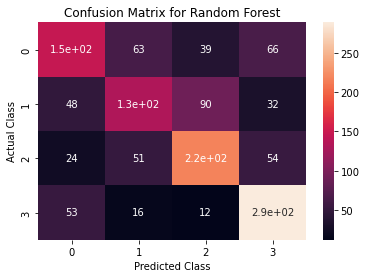 Confusion Matrix for Random Forest
Actual Class
0 1.5e+02 63 39 66
1 48 1.3e+02 90 32
2 24 51 2.2e+02 54
3 53 16 12 2.9e+02
0 1 2 3
Predicted Class
250
200
150
100
50